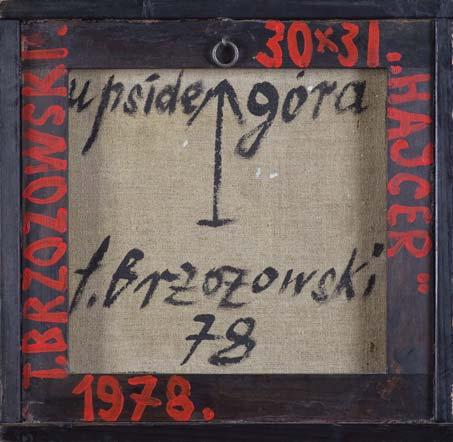 T.BRZOZOWSKI.
30×31
„HAJCER"
upside góra
t.Brzozowski
78
1978.